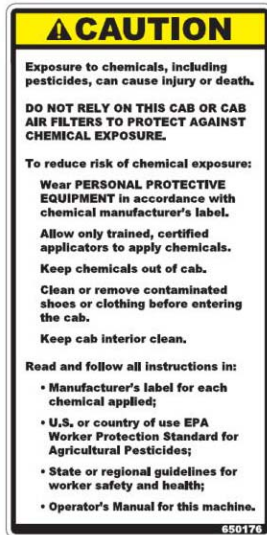 CAUTION
Exposure to chemicals, including
pesticides, can cause injury or death.
DO NOT RELY ON THIS CAB OR CAB
AIR FILTERS TO PROTECT AGAINST
CHEMICAL EXPOSURE.
To reduce risk of chemical exposure:
Wear PERSONAL PROTECTIVE
EQUIPMENT in accordance with
chemical manufacturer's label.
Allow only trained, certified
applicators to apply chemicals.
Keep chemicals out of cab.
Clean or remove contaminated
shoes or clothing before entering
the cab.
Keep cab interior clean.
Read and follow all instructions in:
• Manufacturer's label for each
chemical applied;
• U.S. or country of use EPA
Worker Protection Standard for
Agricultural Pesticides;
• State or regional guidelines for
worker safety and health;
• Operator's Manual for this machine.
650176